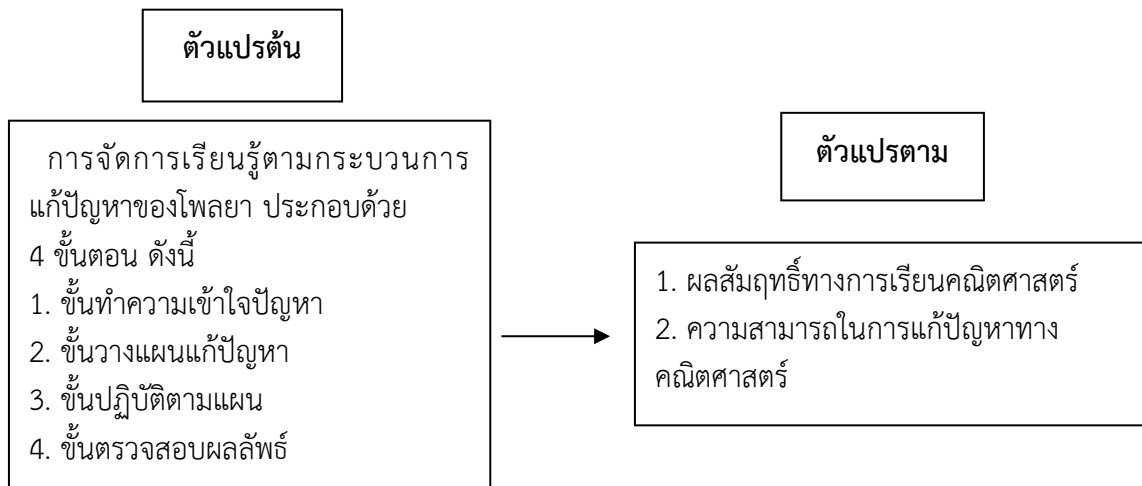 ตัวแปรต้น
การจัดการเรียนรู้ตามกระบวนการ
แก้ปัญหาของโพลยา ประกอบด้วย
4 ขั้นตอน ดังนี้
1. ขั้นทำความเข้าใจปัญหา
2. ขั้นวางแผนแก้ปัญหา
3. ขั้นปฏิบัติตามแผน
4. ขั้นตรวจสอบผลลัพธ์
ตัวแปรตาม
1. ผลสัมฤทธิ์ทางการเรียนคณิตศาสตร์
2. ความสามารถในการแก้ปัญหาทาง
คณิตศาสตร์